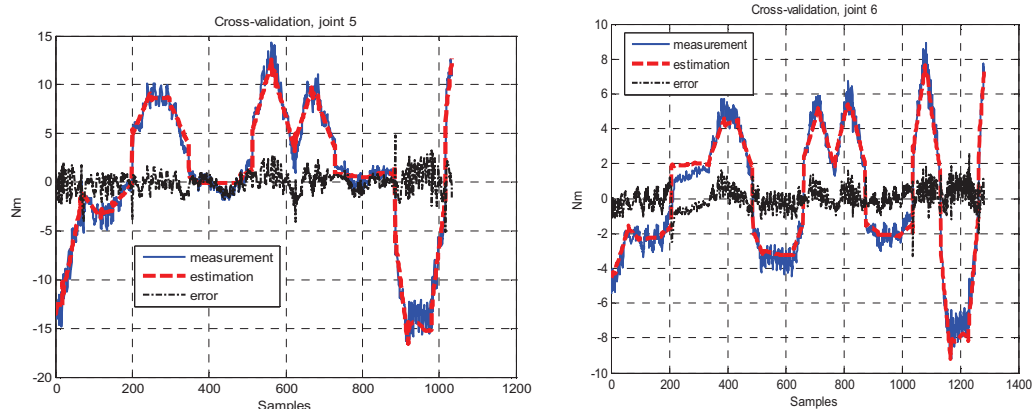 Cross-validation, joint 5
15
10
5
0
-5
-10
-15
-20
Nm
measurement
estimation
error
0 200 400 600 800 1000 1200
Samples
Cross-validation, joint 6
10
8
6
4
2
0
-2
-4
-6
-8
-10
Nm
measurement
estimation
error
0 200 400 600 800 1000 1200 1400
Samples